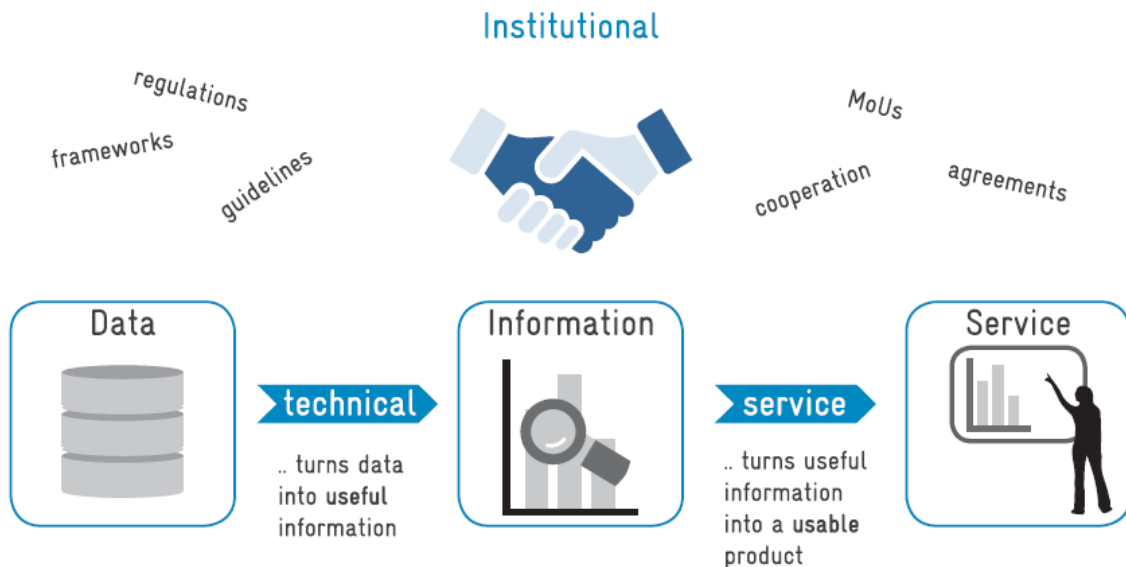 Institutional
regulations
frameworks
guidelines
MoUs
cooperation
agreements
Data
technical
.. turns data
into useful
information
Information
service
.. turns useful
information
into a usable
product
Service